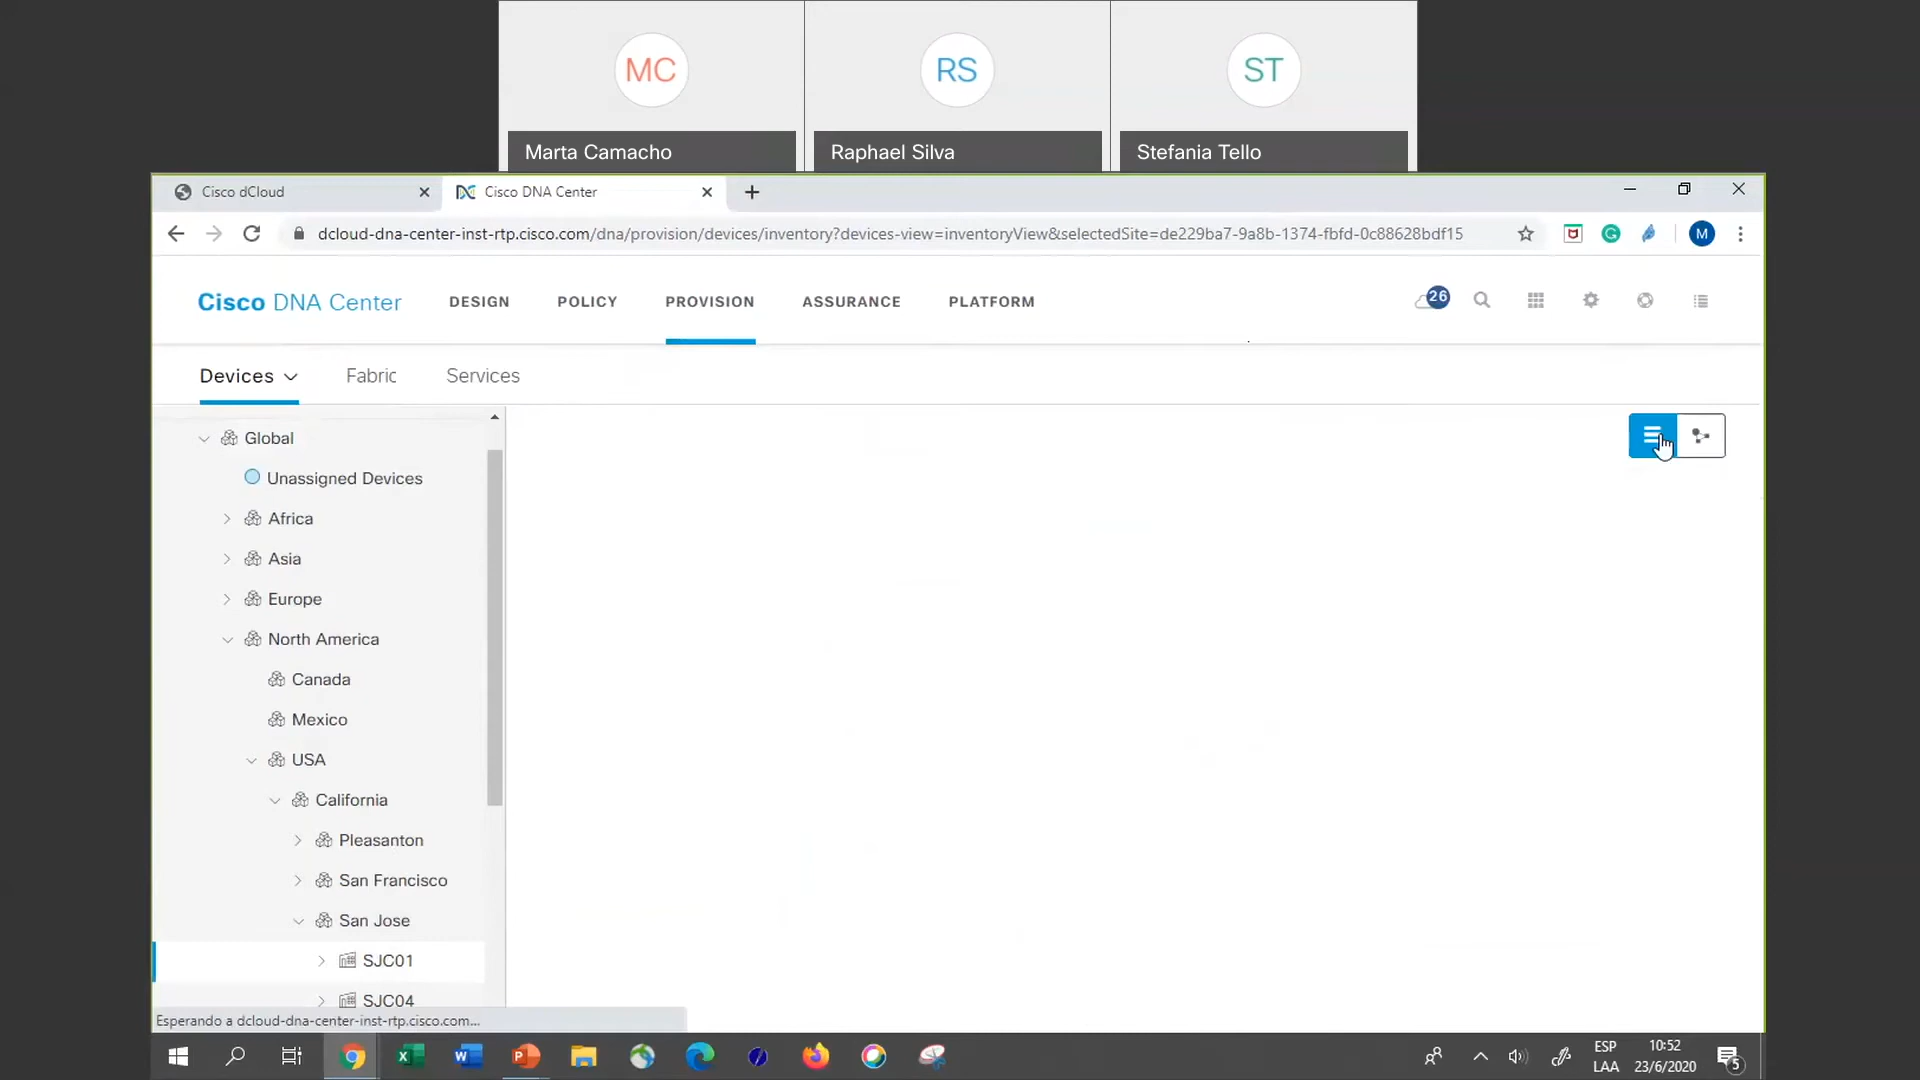 MC
RS
ST
Marta Camacho
Raphael Silva
Stefania Tello
Cisco dCloud
Cisco DNA Center
dcloud-dna-center-inst-rtp.cisco.com/dna/provision/devices/inventory?devices-view=inventoryView&selectedSite=de229ba7-9a8b-1374-fbfd-0c88628bdf15
M
Cisco DNA Center
DESIGN
POLICY
PROVISION
ASSURANCE
PLATFORM
26
Devices
Fabric
Services
Global
Unassigned Devices
Africa
Asia
Europe
North America
Canada
Mexico
USA
California
Pleasanton
San Francisco
San Jose
SJC01
SJC04
Esperando a dcloud-dna-center-inst-rtp.cisco.com...
ESP
LAA
10:52
23/6/2020
5